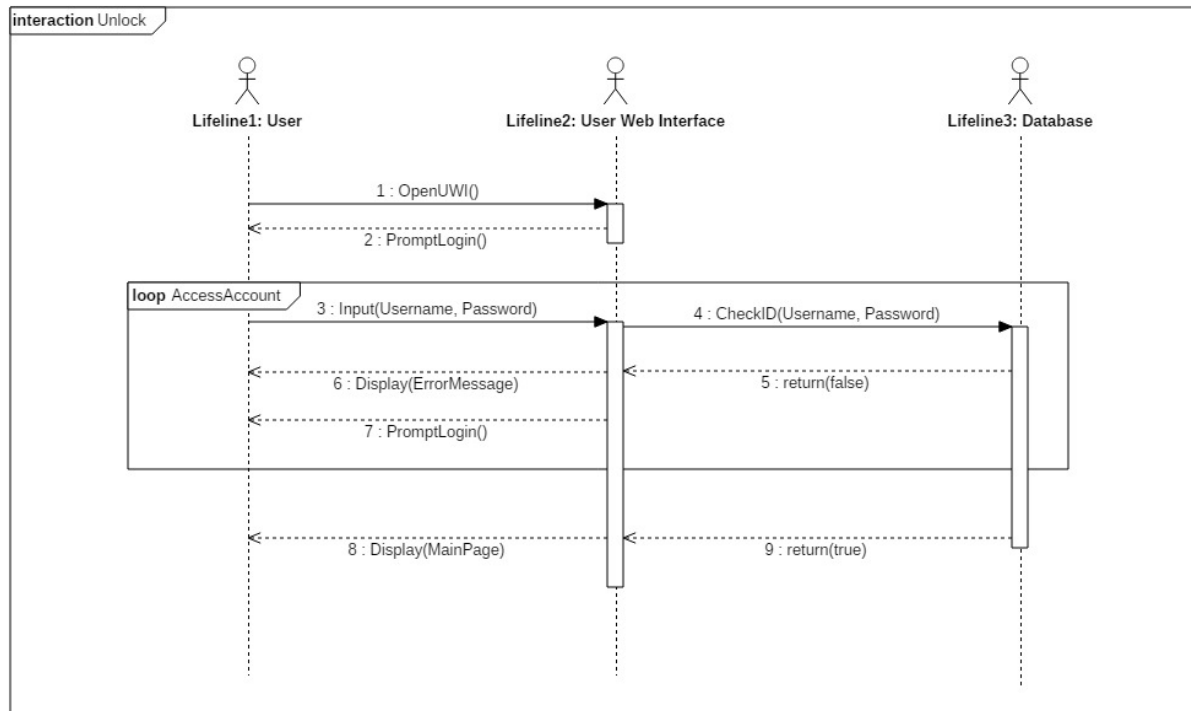 interaction Unlock
Lifeline1: User
Lifeline2: User Web Interface
Lifeline3: Database
1 : OpenUWI()
2 : PromptLogin()
loop AccessAccount
3 : Input(Username, Password)
4 : CheckID(Username, Password)
6 : Display(ErrorMessage)
5 : return(false)
7 : PromptLogin()
8 : Display(MainPage)
9 : return(true)